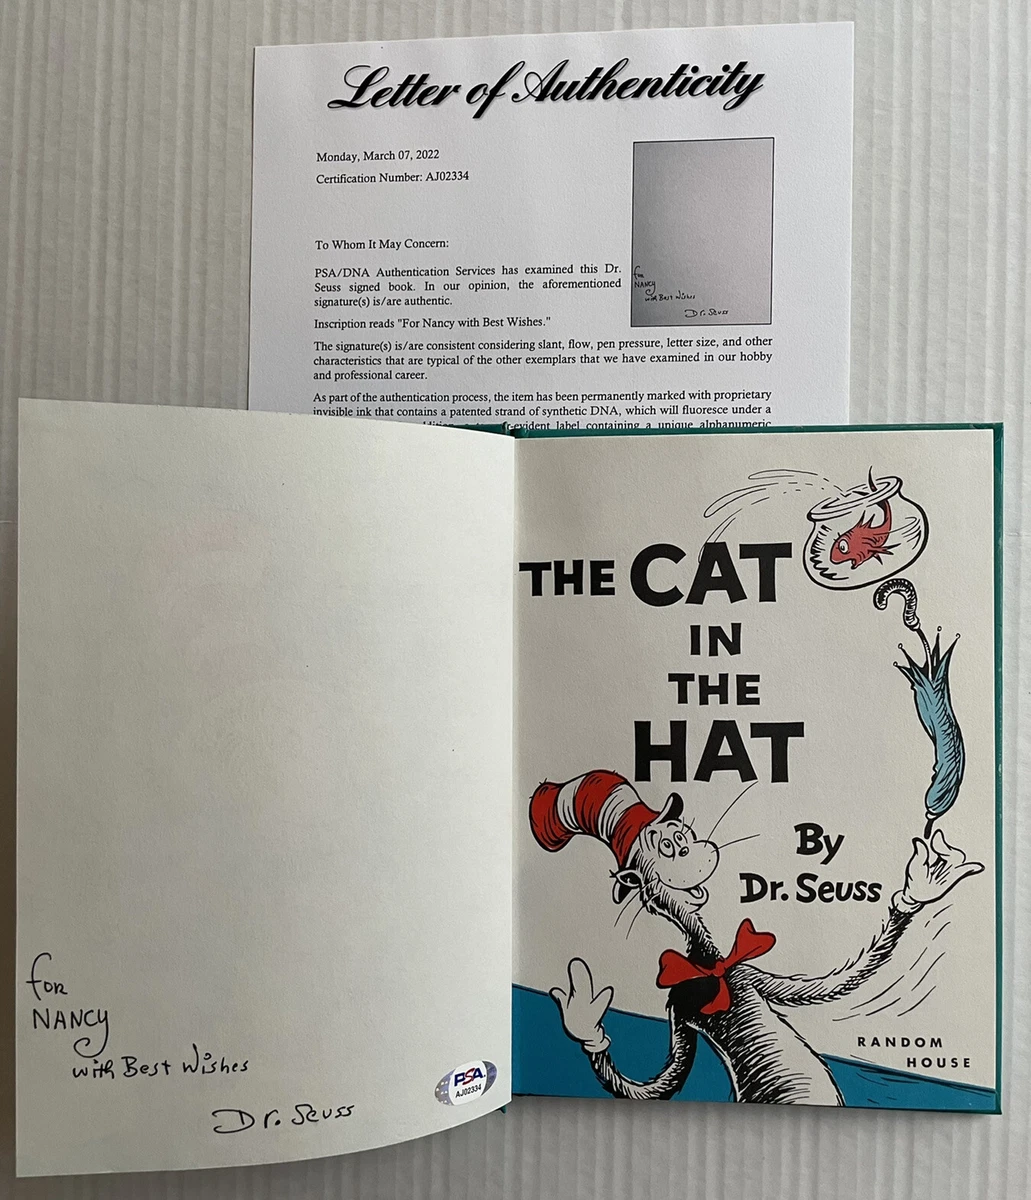 Letter of Authenticity
Monday, March 07, 2022
Certification Number: AJ02334
To Whom It May Concern:
PSA/DNA Authentication Services has examined this Dr.
Seuss signed book. In our opinion, the aforementioned
signature(s) is/are authentic.
Inscription reads "For Nancy with Best Wishes."
for
NANCY
with Best Wishes
Dr. Seuss
The signature(s) is/are consistent considering slant, flow, pen pressure, letter size, and other
characteristics that are typical of the other exemplars that we have examined in our hobby
and professional career.
As part of the authentication process, the item has been permanently marked with proprietary
invisible ink that contains a patented strand of synthetic DNA, which will fluoresce under a
label containing a unique alphanumeric
THE CAT
IN
THE
HAT
By
Dr. Seuss
RANDOM
HOUSE
for
NANCY
with Best Wishes
Dr. Seuss
PSA
AJ02334